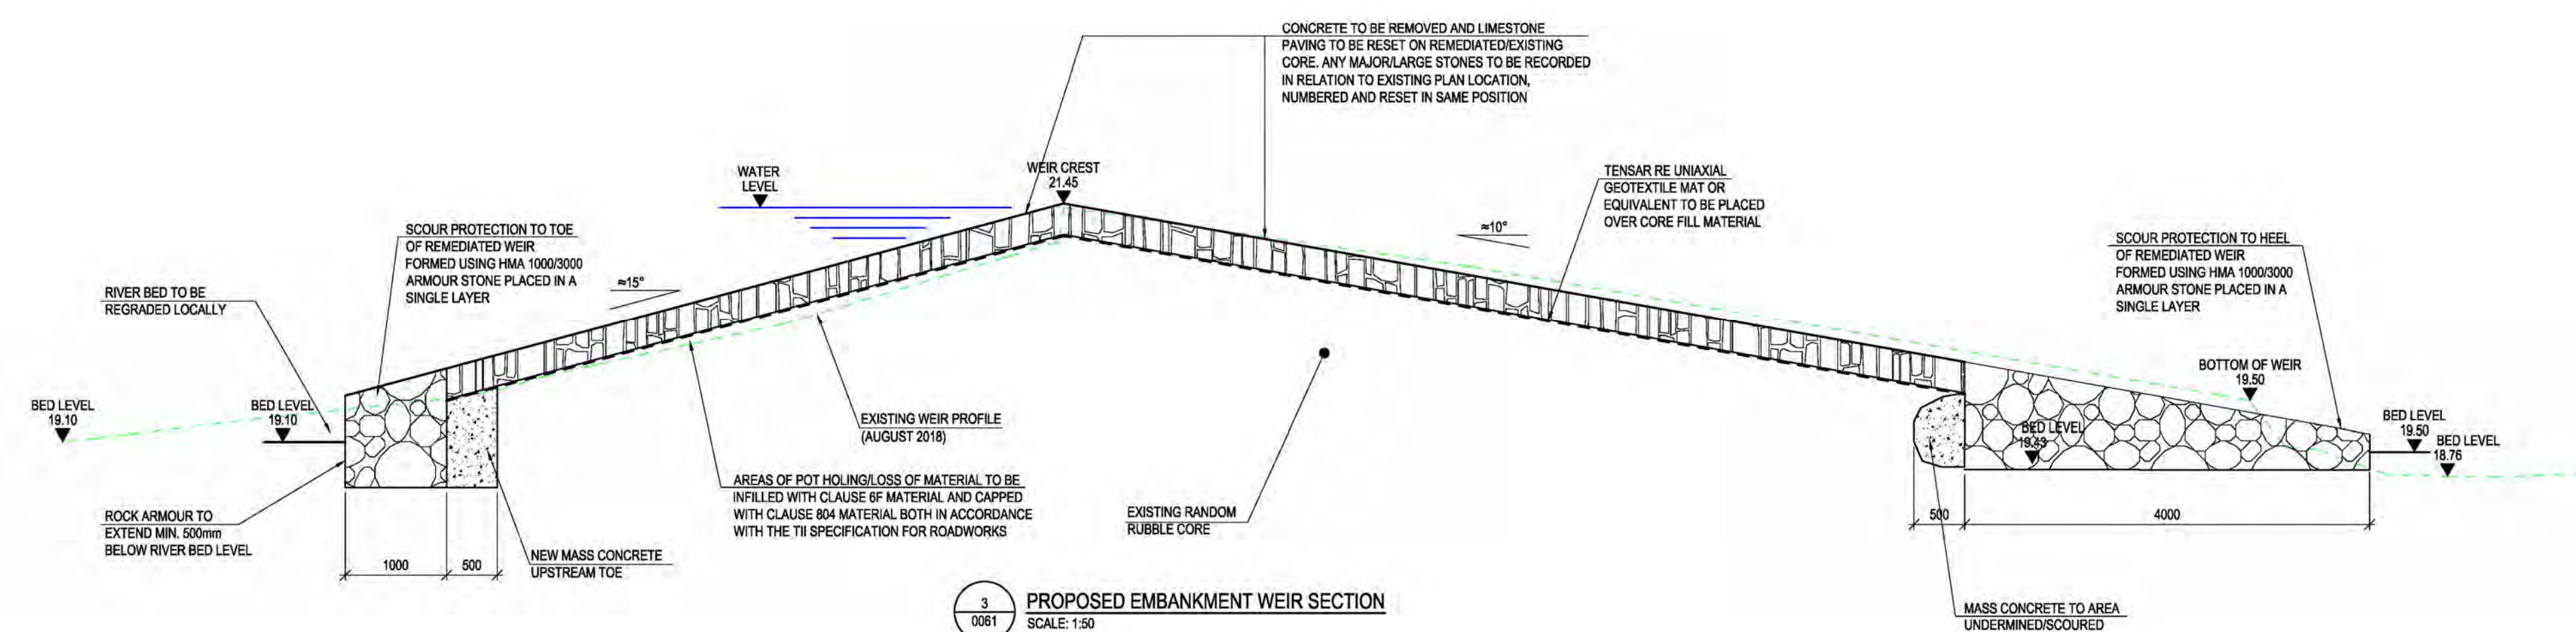 CONCRETE TO BE REMOVED AND LIMESTONE
PAVING TO BE RESET ON REMEDIATED/EXISTING
CORE. ANY MAJOR/LARGE STONES TO BE RECORDED
IN RELATION TO EXISTING PLAN LOCATION,
NUMBERED AND RESET IN SAME POSITION
WATER
LEVEL
WEIR CREST
21.45
TENSAR RE UNIAXIAL
GEOTEXTILE MAT OR
EQUIVALENT TO BE PLACED
OVER CORE FILL MATERIAL
SCOUR PROTECTION TO TOE
OF REMEDIATED WEIR
FORMED USING HMA 1000/3000
ARMOUR STONE PLACED IN A
SINGLE LAYER
≈10°
SCOUR PROTECTION TO HEEL
OF REMEDIATED WEIR
FORMED USING HMA 1000/3000
ARMOUR STONE PLACED IN A
SINGLE LAYER
RIVER BED TO BE
REGRADED LOCALLY
≈15°
BOTTOM OF WEIR
19.50
BED LEVEL
19.10
BED LEVEL
19.10
EXISTING WEIR PROFILE
(AUGUST 2018)
BED LEVEL
19.43
BED LEVEL
19.50
BED LEVEL
18.76
AREAS OF POT HOLING/LOSS OF MATERIAL TO BE
INFILLED WITH CLAUSE 6F MATERIAL AND CAPPED
WITH CLAUSE 804 MATERIAL BOTH IN ACCORDANCE
WITH THE TII SPECIFICATION FOR ROADWORKS
EXISTING RANDOM
RUBBLE CORE
ROCK ARMOUR TO
EXTEND MIN. 500mm
BELOW RIVER BED LEVEL
500
4000
1000
500
NEW MASS CONCRETE
UPSTREAM TOE
3
0061
PROPOSED EMBANKMENT WEIR SECTION
SCALE: 1:50
MASS CONCRETE TO AREA
UNDERMINED/SCOURED